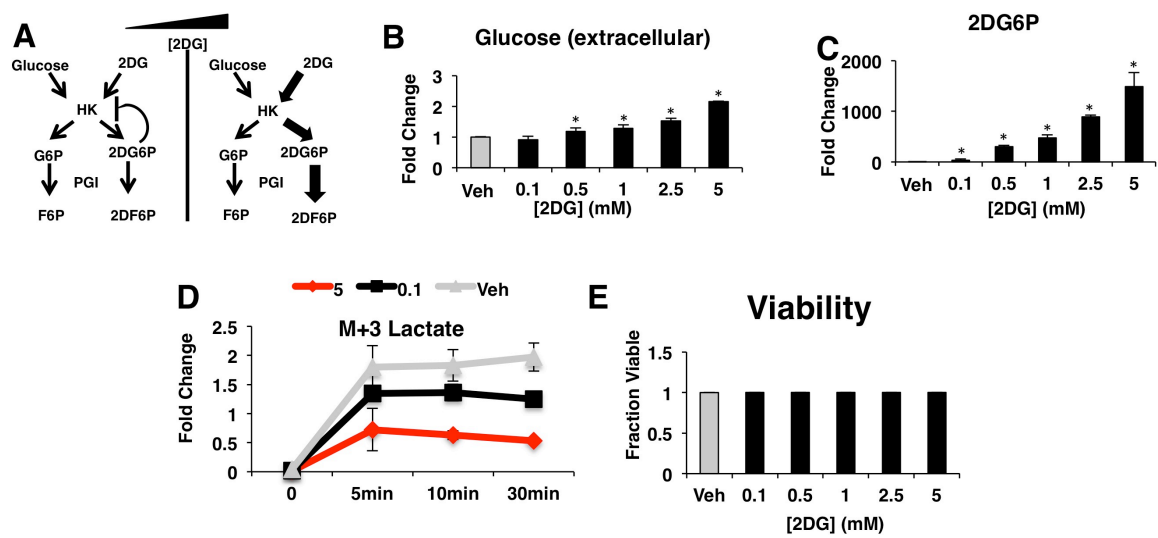 A
[2DG]
Glucose 2DG
HK
G6P 2DG6P
PGI
F6P 2DF6P
Glucose 2DG
HK
G6P 2DG6P
PGI
F6P 2DF6P
B
Glucose (extracellular)
Fold Change
3
2
1
0
* * * *
Veh 0.1 0.5 1 2.5 5
[2DG] (mM)
C
2DG6P
Fold Change
2000
1000
0
* * * * *
Veh 0.1 0.5 1 2.5 5
[2DG] (mM)
D
5 0.1 Veh
M+3 Lactate
Fold Change
2.5
2
1.5
1
0.5
0
0 5min 10min 30min
E
Viability
Fraction Viable
1.5
1
0.5
0
Veh 0.1 0.5 1 2.5 5
[2DG] (mM)